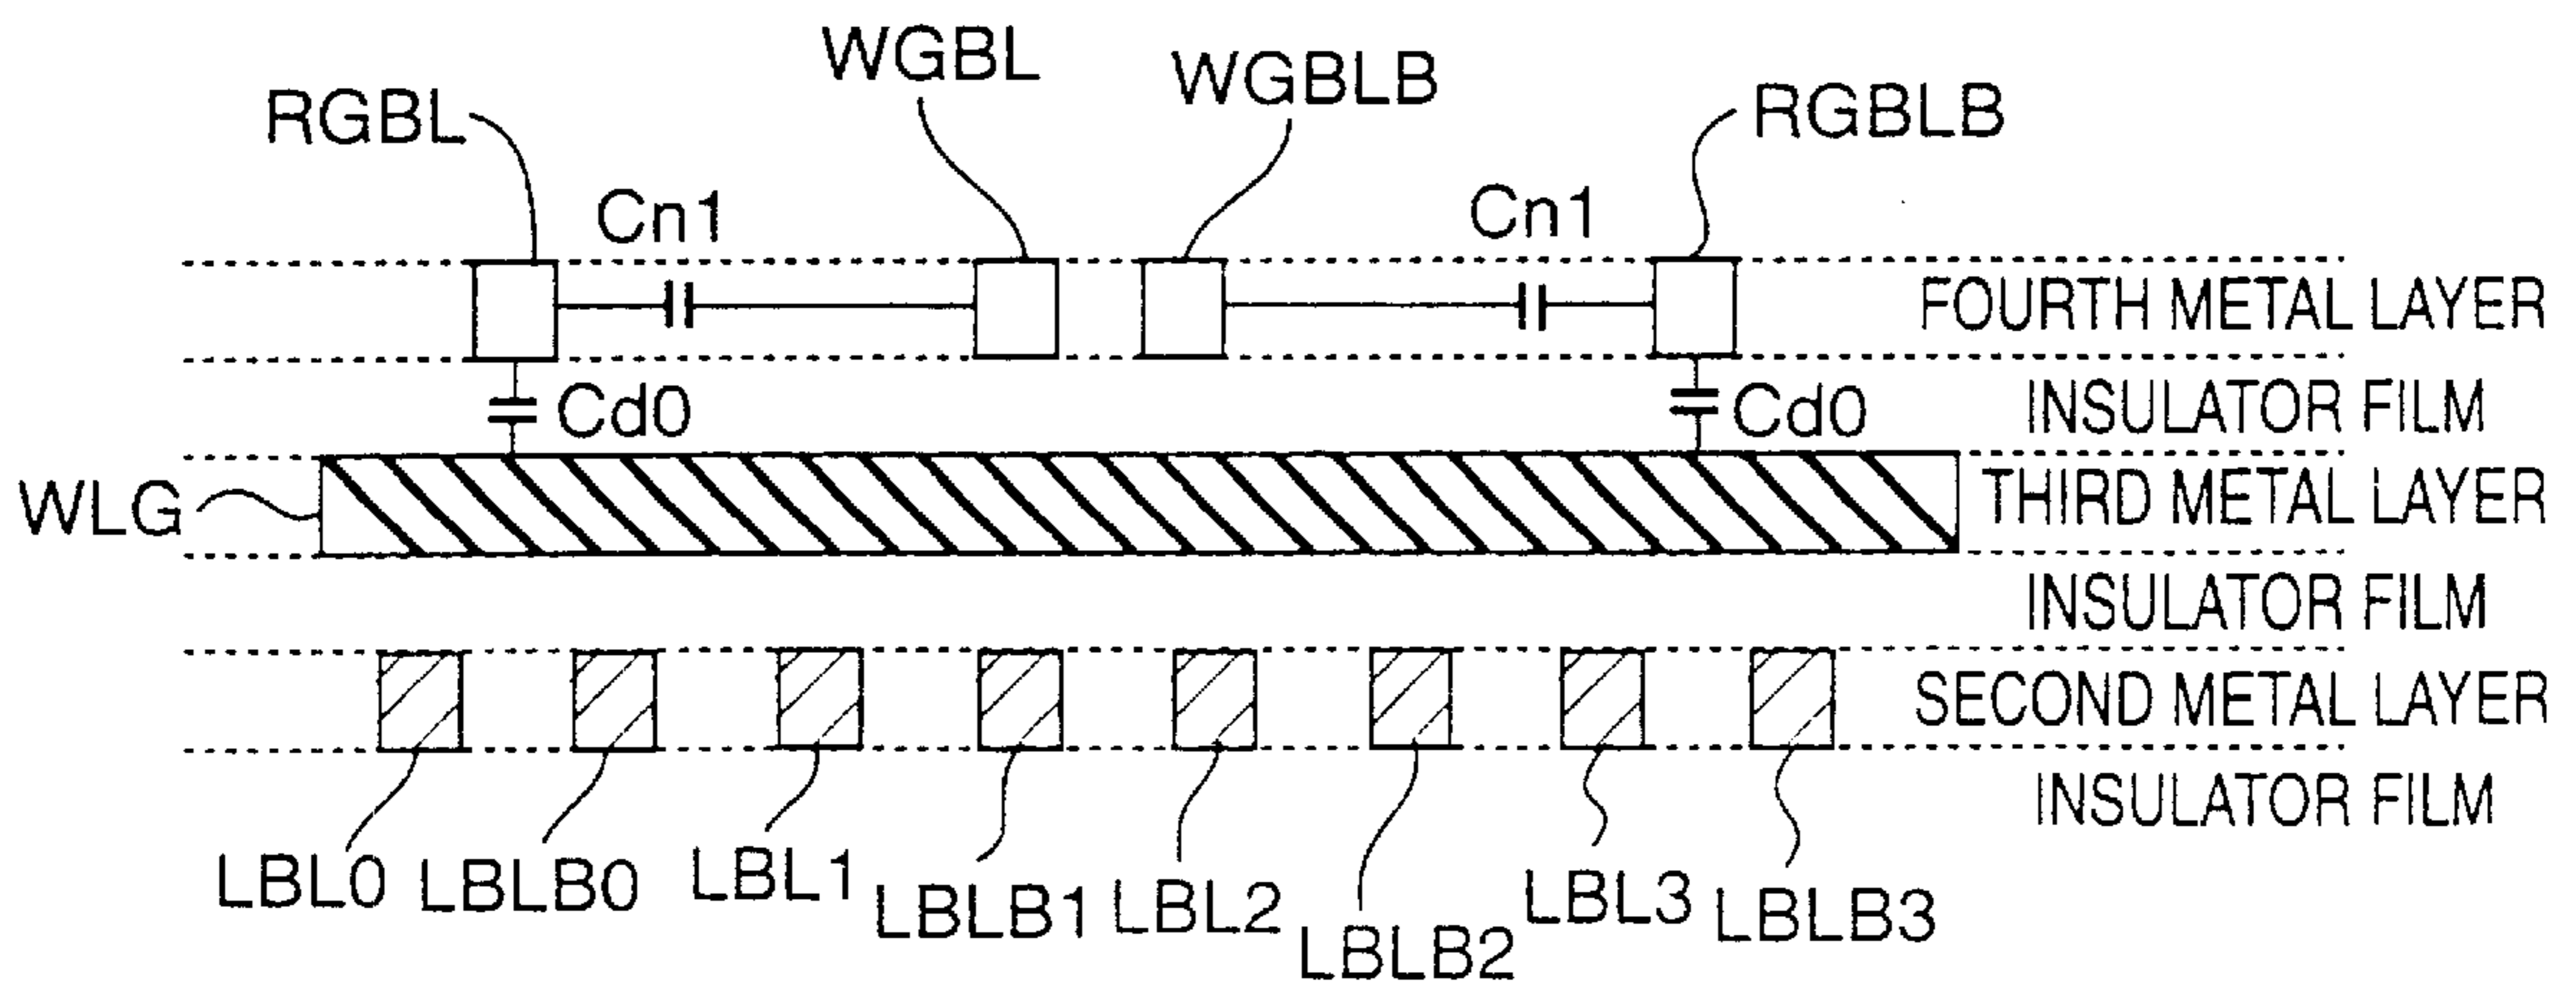 WGBL
WGBLB
RGBL
RGBLB
Cn1
Cn1
FOURTH METAL LAYER
Cd0
Cd0
INSULATOR FILM
WLG
THIRD METAL LAYER
INSULATOR FILM
SECOND METAL LAYER
INSULATOR FILM
LBL0
LBLB0
LBL1
LBLB1
LBL2
LBLB2
LBL3
LBLB3